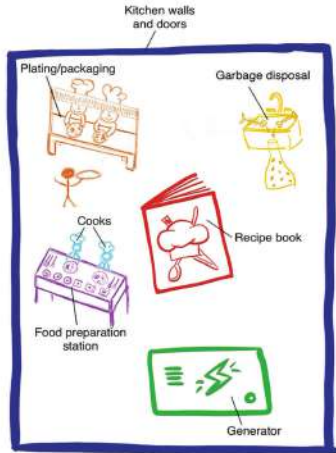 Kitchen walls
and doors
Plating/packaging
Garbage disposal
Cooks
Recipe book
Food preparation
station
Generator